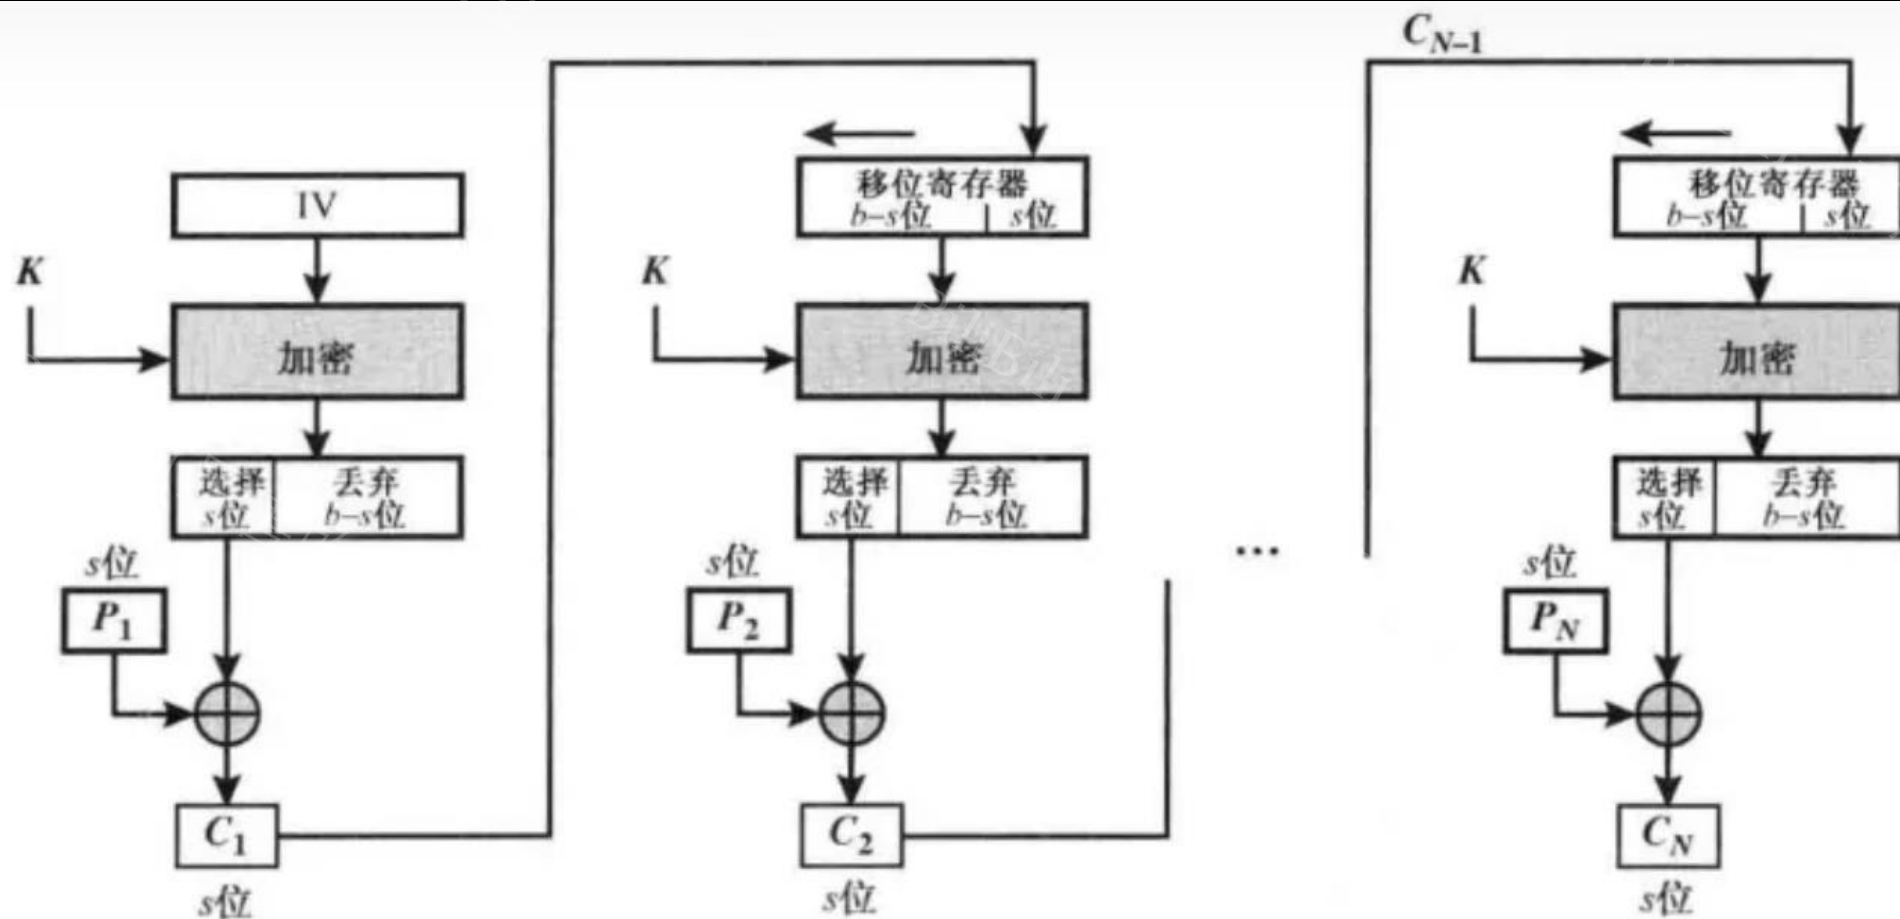 C_{N-1}
IV
移位寄存器
b-s位 | s位
移位寄存器
b-s位 | s位
K
K
K
加密
加密
加密
选择
s位
丢弃
b-s位
选择
s位
丢弃
b-s位
选择
s位
丢弃
b-s位
s位
P_1
s位
P_2
...
s位
P_N
C_1
s位
C_2
s位
C_N
s位